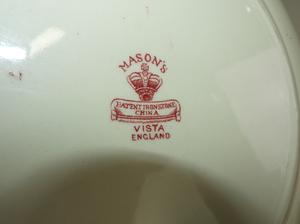 MASON'S
PATENT IRONSTONE
CHINA
VISTA
ENGLAND